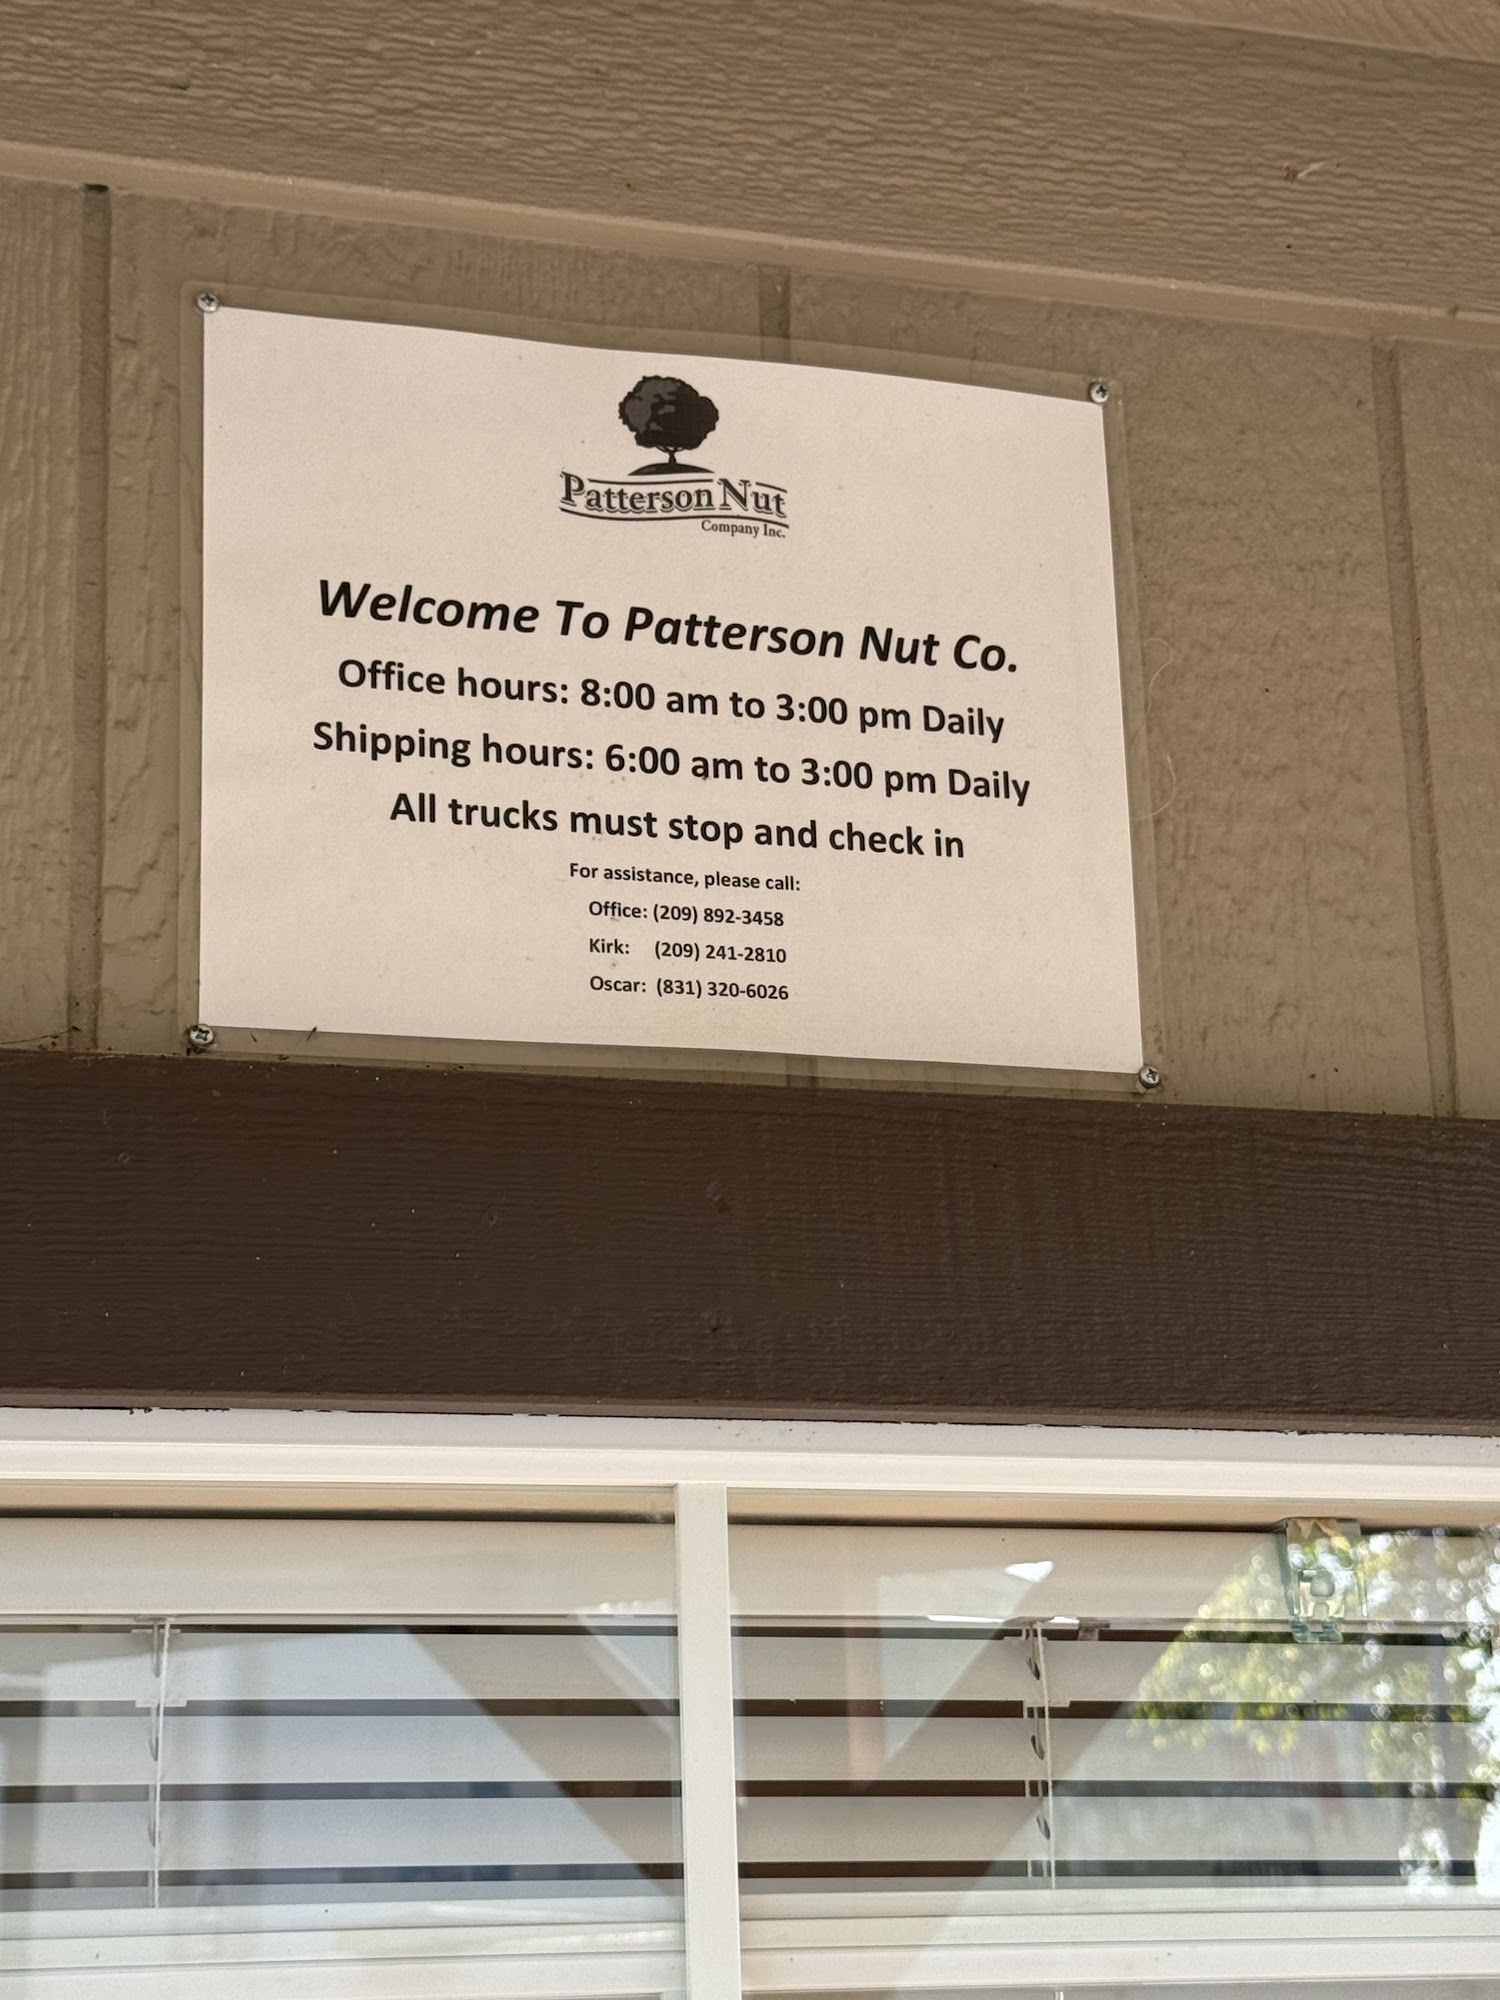 Patterson Nut
Company Inc.
Welcome To Patterson Nut Co.
Office hours: 8:00 am to 3:00 pm Daily
Shipping hours: 6:00 am to 3:00 pm Daily
All trucks must stop and check in
For assistance, please call:
Office: (209) 892-3458
Kirk: (209) 241-2810
Oscar: (831) 320-6026